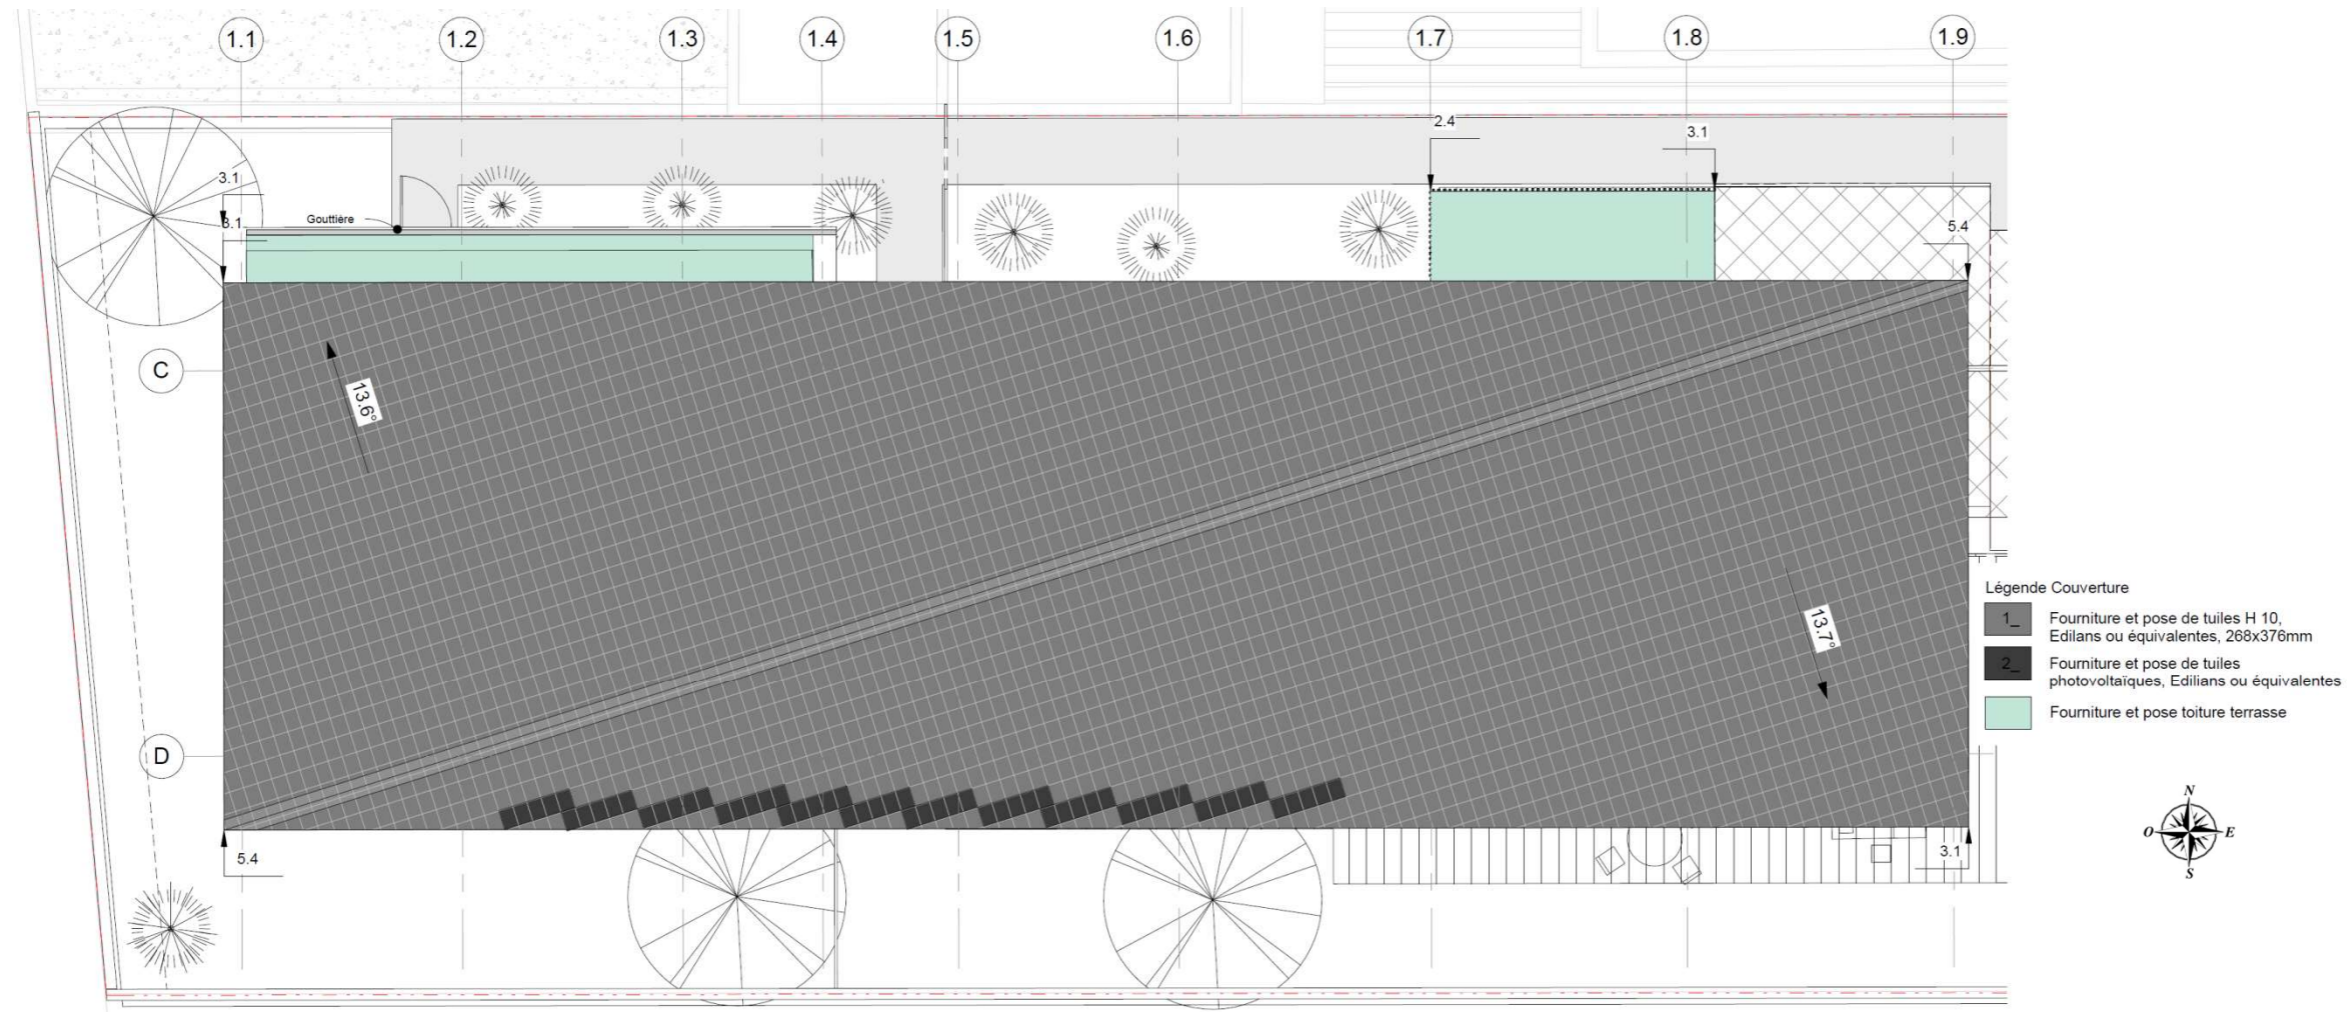 1.1
1.2
1.3
1.4
1.5
1.6
1.7
1.8
1.9
2.4
3.1
3.1
3.1
Gouttière
5.4
C
13.6°
D
13.7°
5.4
3.1
Légende Couverture
1_
Fourniture et pose de tuiles H 10,
Edilans ou équivalentes, 268x376mm
2_
Fourniture et pose de tuiles
photovoltaïques, Edilians ou équivalentes
Fourniture et pose toiture terrasse
N
O
E
S